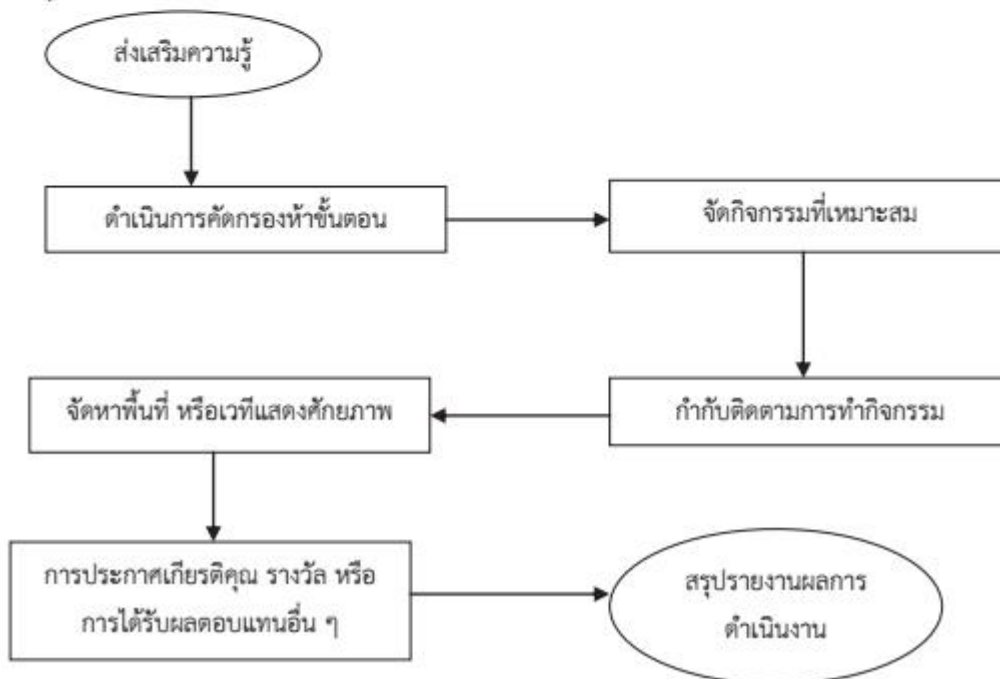 ส่งเสริมความรู้
ดำเนินการคัดกรองห้าขั้นตอน
จัดกิจกรรมที่เหมาะสม
กำกับติดตามการทำกิจกรรม
จัดหาพื้นที่ หรือเวทีแสดงศักยภาพ
การประกาศเกียรติคุณ รางวัล หรือ
การได้รับผลตอบแทนอื่น ๆ
สรุปรายงานผลการ
ดำเนินงาน